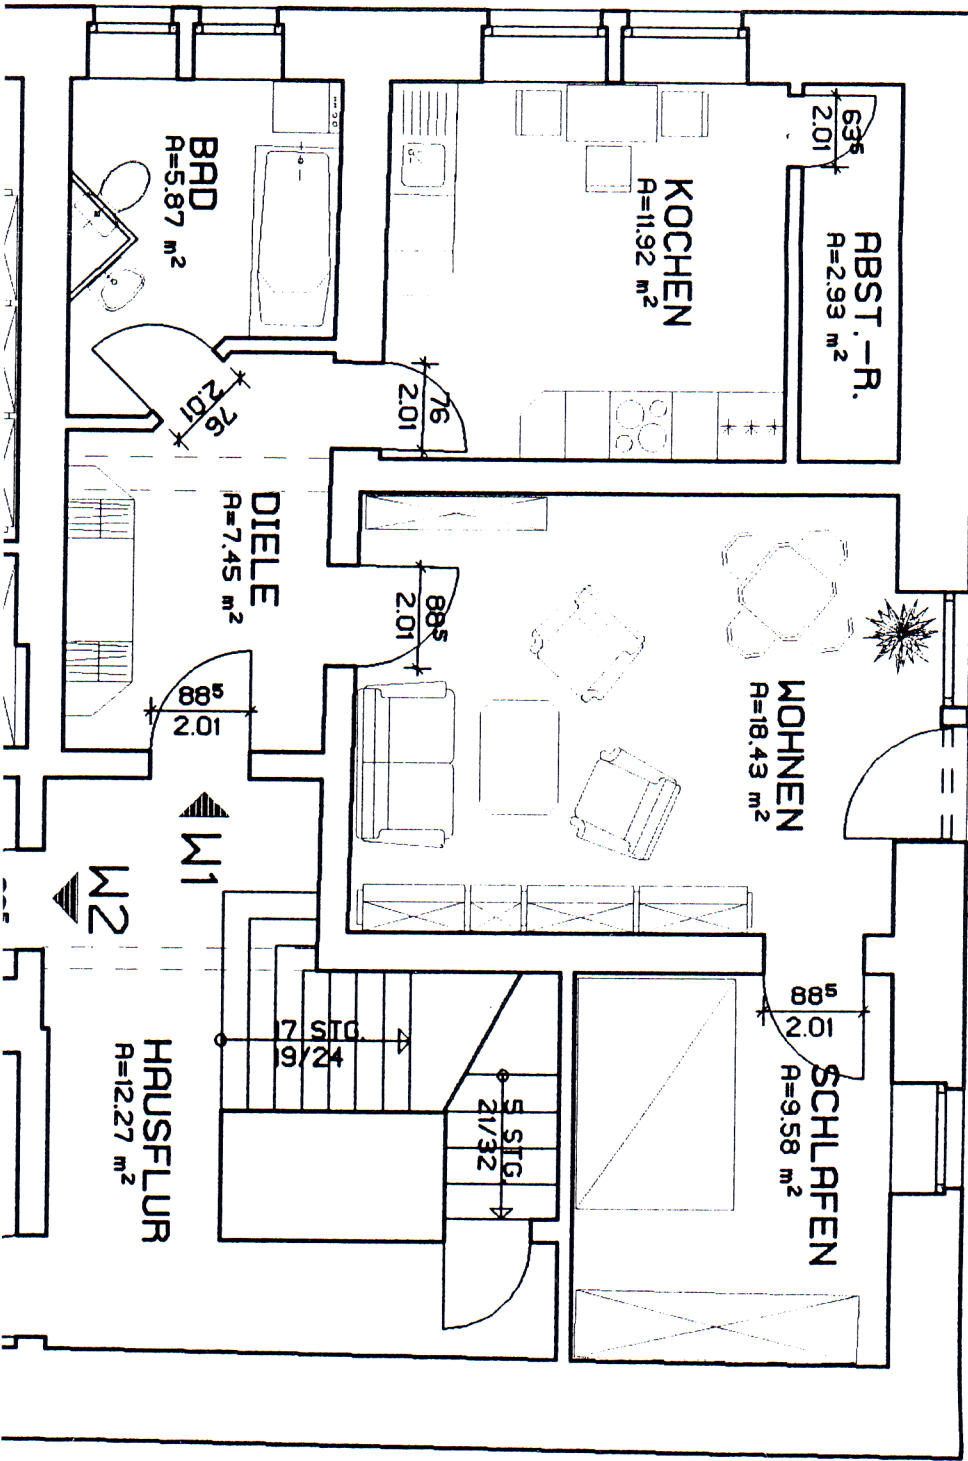 BAD
A=5.87 m²
KOCHEN
A=11.92 m²
ABST.-R.
A=2.93 m²
63⁵
2.01
76
2.01
76
2.01
DIELE
A=7.45 m²
88⁵
2.01
88⁵
2.01
WOHNEN
A=18.43 m²
W1
W2
88⁵
2.01
SCHLAFEN
A=9.58 m²
17 STG.
19/24
5 STG.
21/32
HAUSFLUR
A=12.27 m²